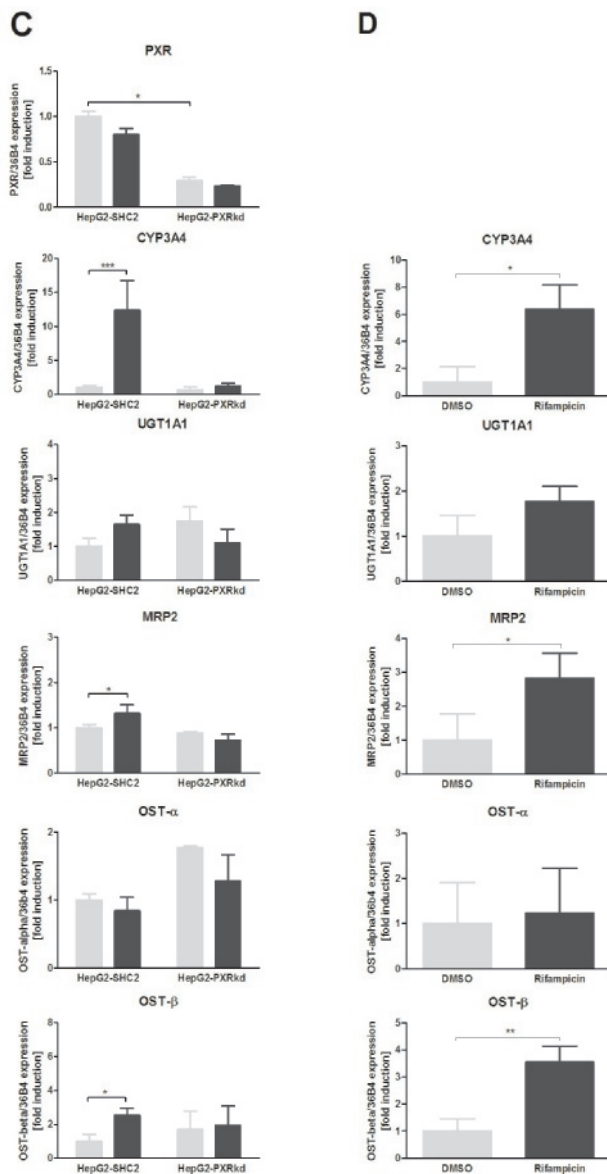 C
PXR
PXR/36B4 expression
[fold induction]
1.5
1.0
0.5
0.0
*
HepG2-SHC2
HepG2-PXRkd
CYP3A4
CYP3A4/36B4 expression
[fold induction]
20
15
10
5
0
***
HepG2-SHC2
HepG2-PXRkd
UGT1A1
UGT1A1/36B4 expression
[fold induction]
4
3
2
1
0
HepG2-SHC2
HepG2-PXRkd
MRP2
MRP2/36B4 expression
[fold induction]
3
2
1
0
*
HepG2-SHC2
HepG2-PXRkd
OST-α
OST-alpha/36b4 expression
[fold induction]
2
1
0
HepG2-SHC2
HepG2-PXRkd
OST-β
OST-beta/36B4 expression
[fold induction]
6
4
2
0
*
HepG2-SHC2
HepG2-PXRkd
D
CYP3A4
CYP3A4/36B4 expression
[fold induction]
10
8
6
4
2
0
*
DMSO
Rifampicin
UGT1A1
UGT1A1/36B4 expression
[fold induction]
3
2
1
0
DMSO
Rifampicin
MRP2
MRP2/36B4 expression
[fold induction]
4
3
2
1
0
*
DMSO
Rifampicin
OST-α
OST-alpha/36b4 expression
[fold induction]
3
2
1
0
DMSO
Rifampicin
OST-β
OST-beta/36B4 expression
[fold induction]
5
4
3
2
1
0
**
DMSO
Rifampicin